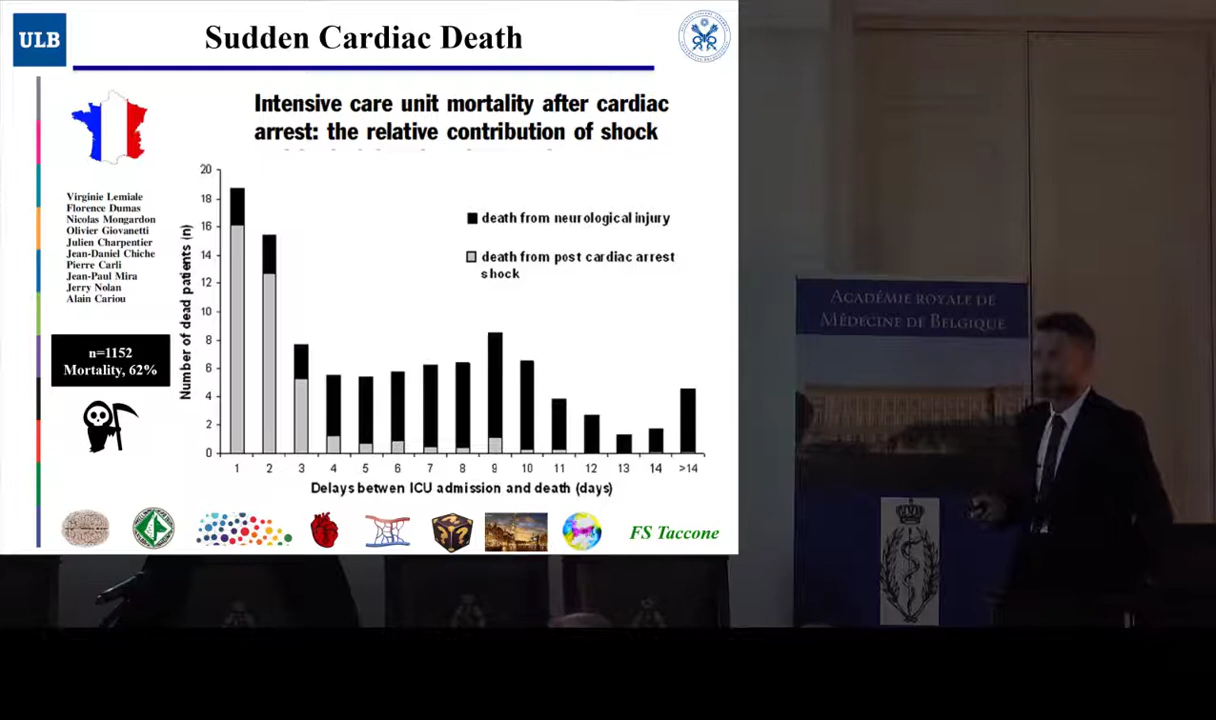 ULB
Sudden Cardiac Death
Intensive care unit mortality after cardiac
arrest: the relative contribution of shock
Virginie Lemiale
Florence Dumas
Nicolas Mongardon
Olivier Giovanetti
Julien Charpentier
Jean-Daniel Chiche
Pierre Carli
Jean-Paul Mira
Jerry Nolan
Alain Cariou
n=1152
Mortality, 62%
Number of dead patients (n)
20
18
16
14
12
10
8
6
4
2
0
death from neurological injury
death from post cardiac arrest
shock
1 2 3 4 5 6 7 8 9 10 11 12 13 14 >14
Delays betwen ICU admission and death (days)
FS Taccone
ACADÉMIE ROYALE DE
MÉDECINE DE BELGIQUE